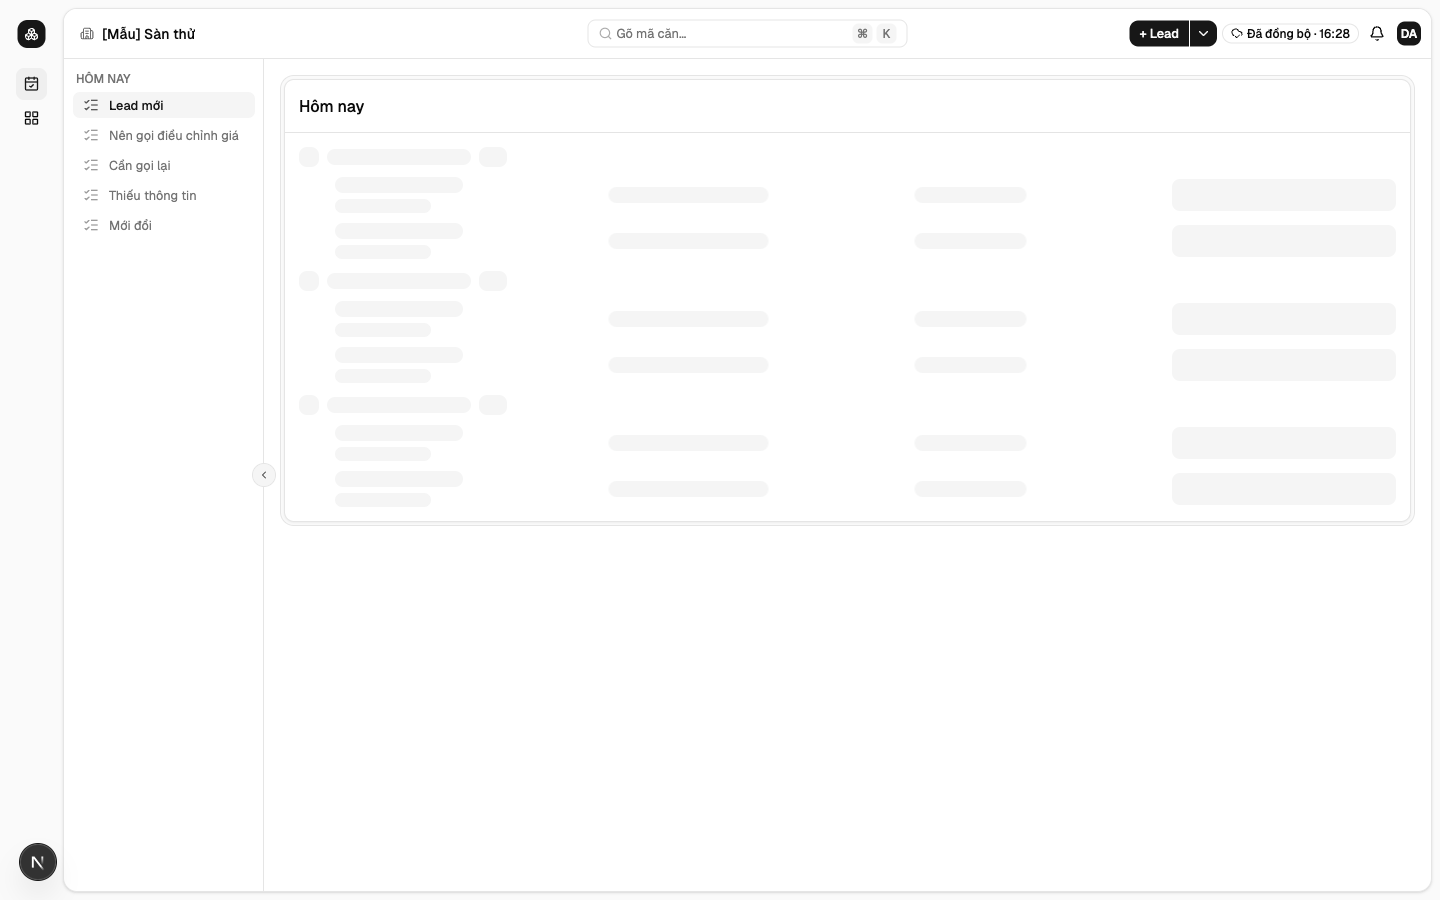 [Mẫu] Sàn thử
Gõ mã căn...
⌘ K
+ Lead
Đã đồng bộ · 16:28
DA
HÔM NAY
Lead mới
Nên gọi điều chỉnh giá
Cần gọi lại
Thiếu thông tin
Mới đổi
Hôm nay
N